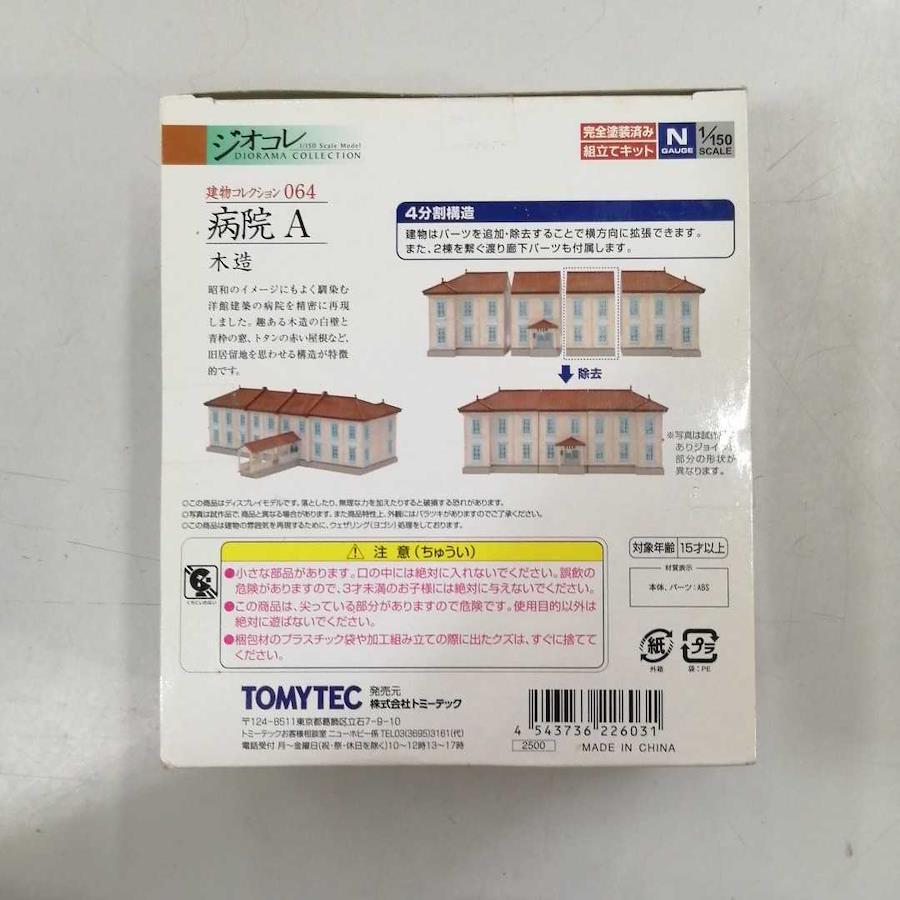 ジオコレ 1/150 Scale Model
DIORAMA COLLECTION
完全塗装済み
組立てキット
N
GAUGE
1/150
SCALE
建物コレクション 064
病院 A
木造
昭和のイメージにもよく馴染む
洋館建築の病院を精密に再現
しました。趣ある木造の白壁と
青枠の窓、トタンの赤い屋根など、
旧居留地を思わせる構造が特徴
的です。
4分割構造
建物はパーツを追加・除去することで横方向に拡張できます。
また、2棟を繋ぐ渡り廊下パーツも付属します。
除去
※写真は試作品
ありジョイン
部分の形状が
異なります。
◎この商品はディスプレイモデルです。落としたり、無理な力を加えたりすると破損する恐れがあります。
◎写真は試作品で、商品と異なる場合があります。また商品特性上、外観にはバラツキがありますのでご了承ください。
◎この商品は建物の雰囲気を再現するために、ウェザリング(ヨゴシ)処理をしております。
注意(ちゅうい)
●小さな部品があります。口の中には絶対に入れないでください。誤飲の
危険がありますので、3才未満のお子様には絶対に与えないでください。
●この商品は、尖っている部分がありますので危険です。使用目的以外は
絶対に遊ばないでください。
●梱包材のプラスチック袋や加工組み立ての際に出たクズは、すぐに捨てて
ください。
くちにいれない
対象年齢 15才以上
材質表示
本体、パーツ:ABS
紙
外箱
プラ
袋:PE
TOMYTEC 発売元
株式会社トミーテック
〒124-8511東京都葛飾区立石7-9-10
トミーテックお客様相談室 ニューホビー係 TEL03(3695)3161(代)
電話受付 月〜金曜日(祝・祭・休日を除く)10〜12時13〜17時
4 543736 226031
2500
MADE IN CHINA